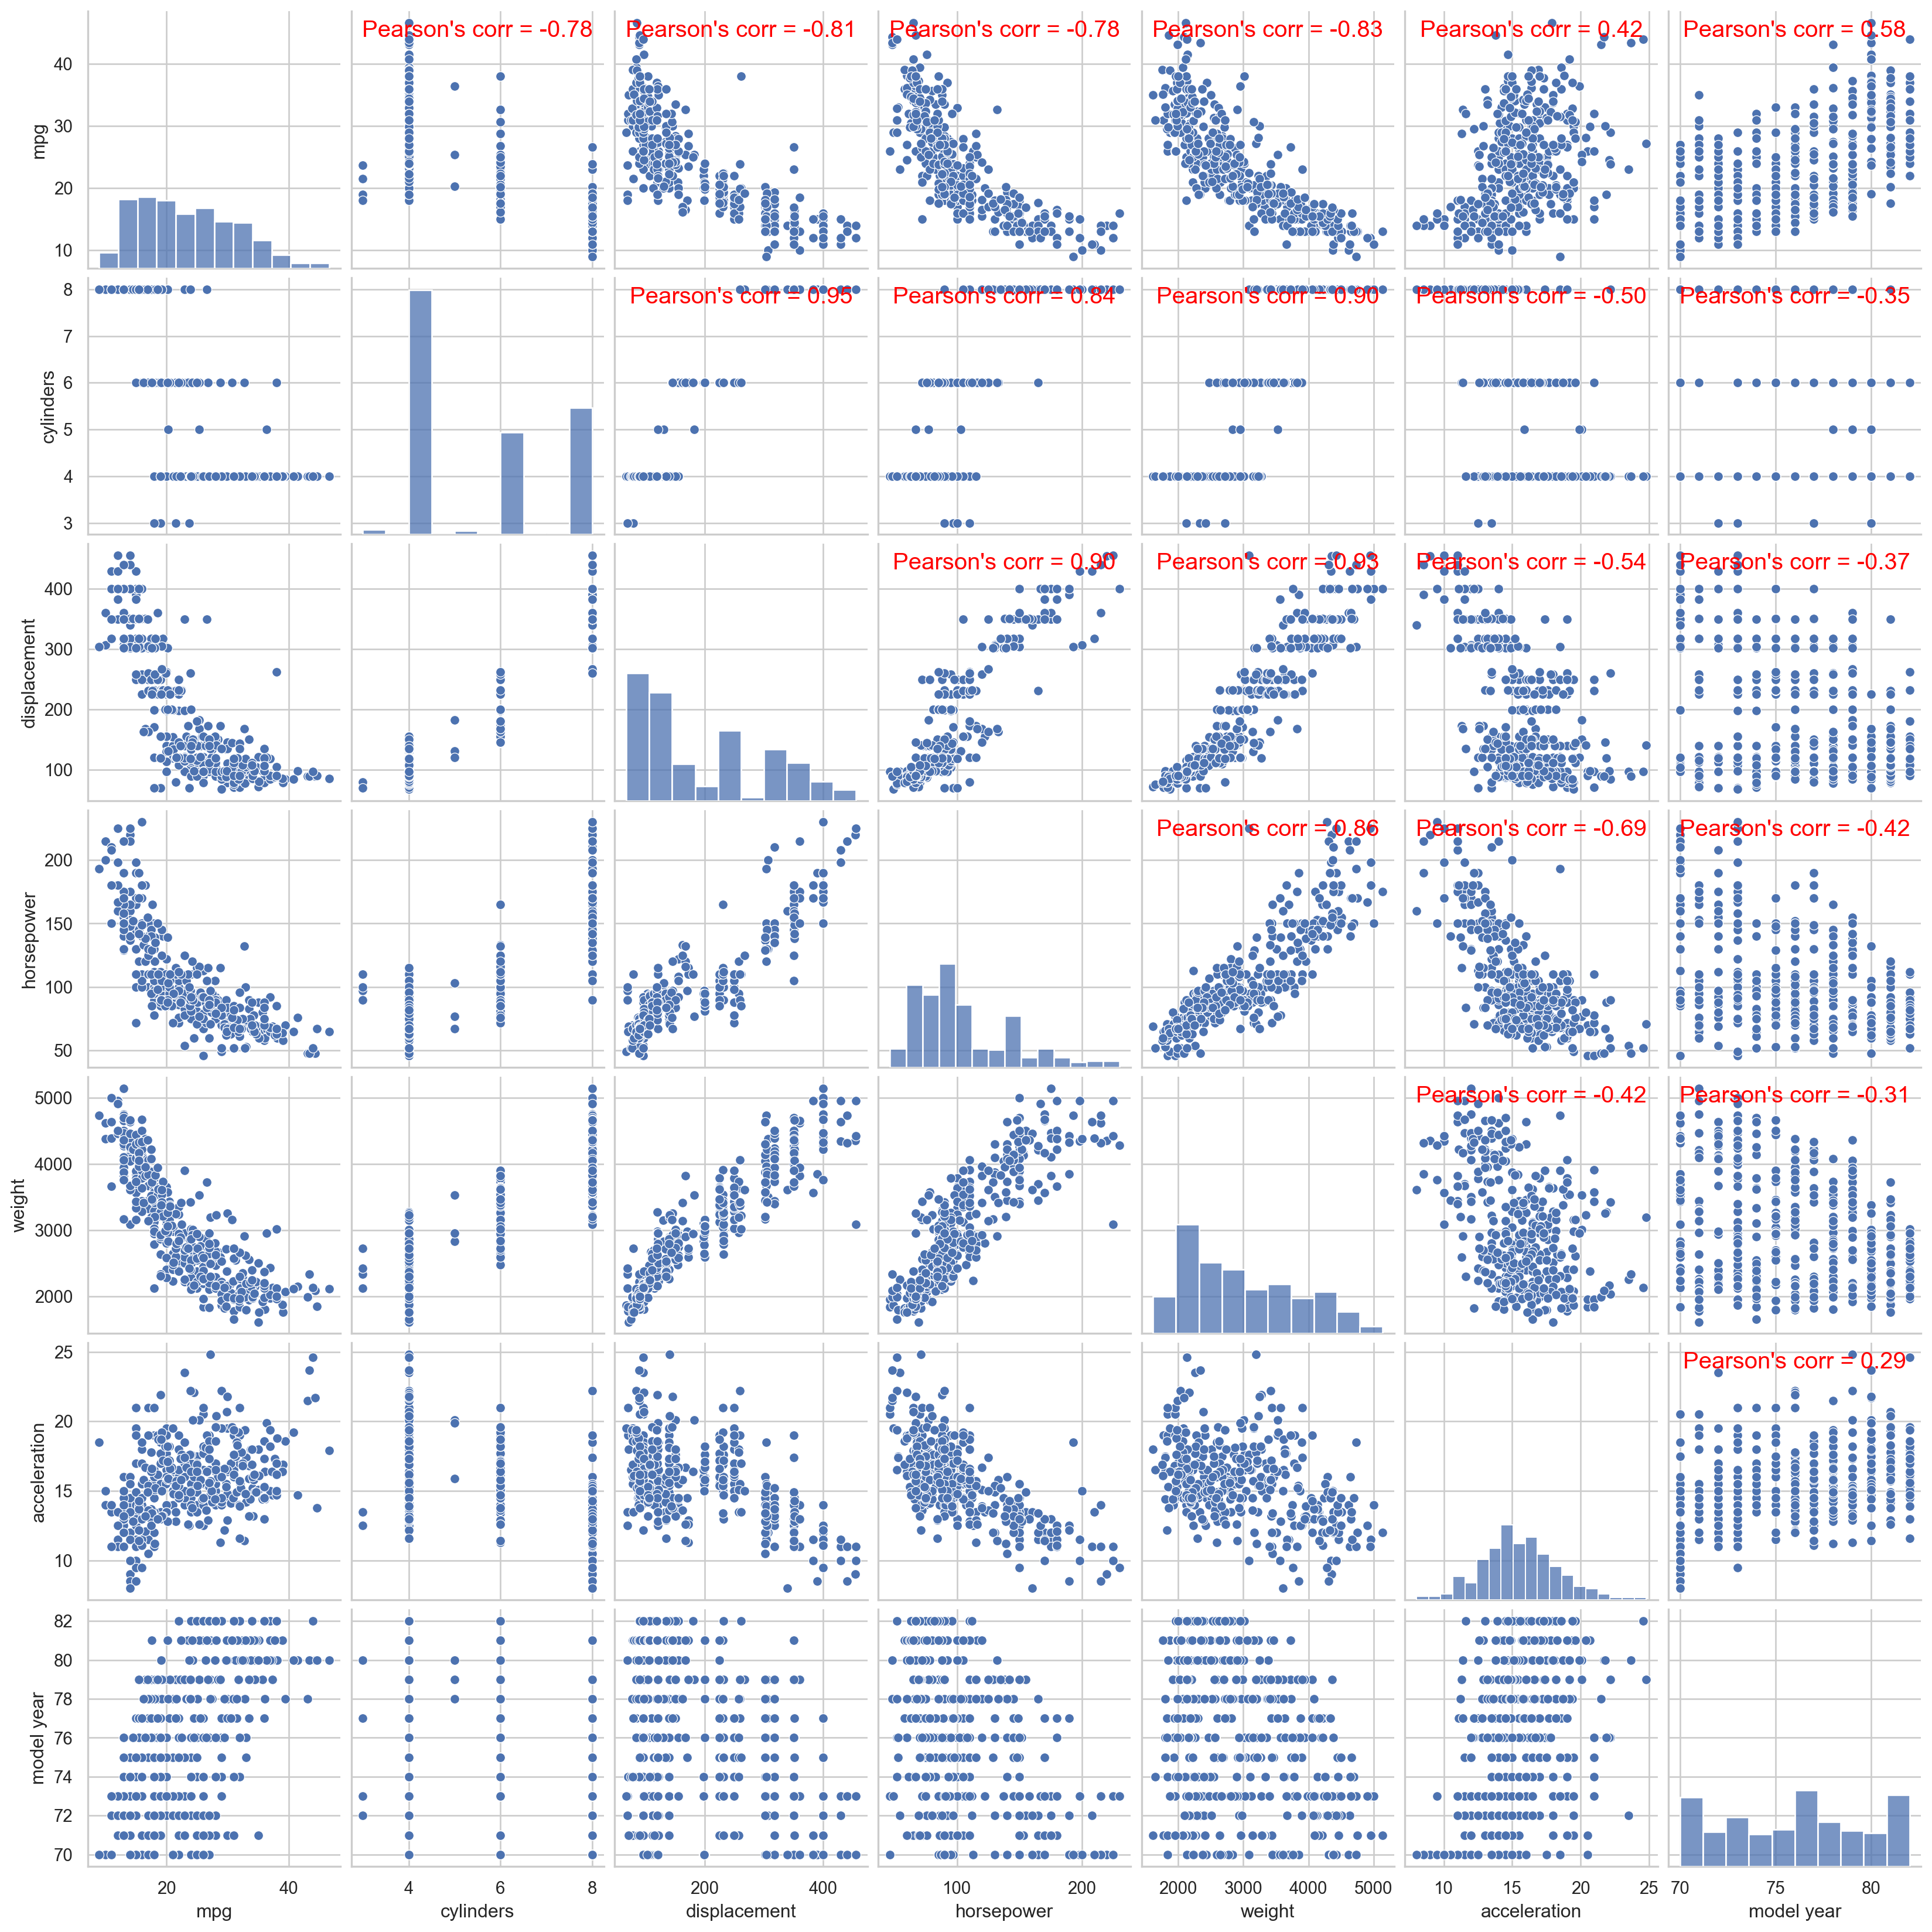 Pearson's corr = -0.78
Pearson's corr = -0.81
Pearson's corr = -0.78
Pearson's corr = -0.83
Pearson's corr = 0.42
Pearson's corr = 0.58
40
30
20
10
mpg
Pearson's corr = 0.95
Pearson's corr = 0.84
Pearson's corr = 0.90
Pearson's corr = -0.50
Pearson's corr = -0.35
8
7
6
5
4
3
cylinders
Pearson's corr = 0.90
Pearson's corr = 0.93
Pearson's corr = -0.54
Pearson's corr = -0.37
400
300
200
100
displacement
Pearson's corr = 0.86
Pearson's corr = -0.69
Pearson's corr = -0.42
200
150
100
50
horsepower
Pearson's corr = -0.42
Pearson's corr = -0.31
5000
4000
3000
2000
weight
Pearson's corr = 0.29
25
20
15
10
acceleration
82
80
78
76
74
72
70
model year
20 40
4 6 8
200 400
100 200
2000 3000 4000 5000
10 15 20 25
70 75 80
mpg
cylinders
displacement
horsepower
weight
acceleration
model year